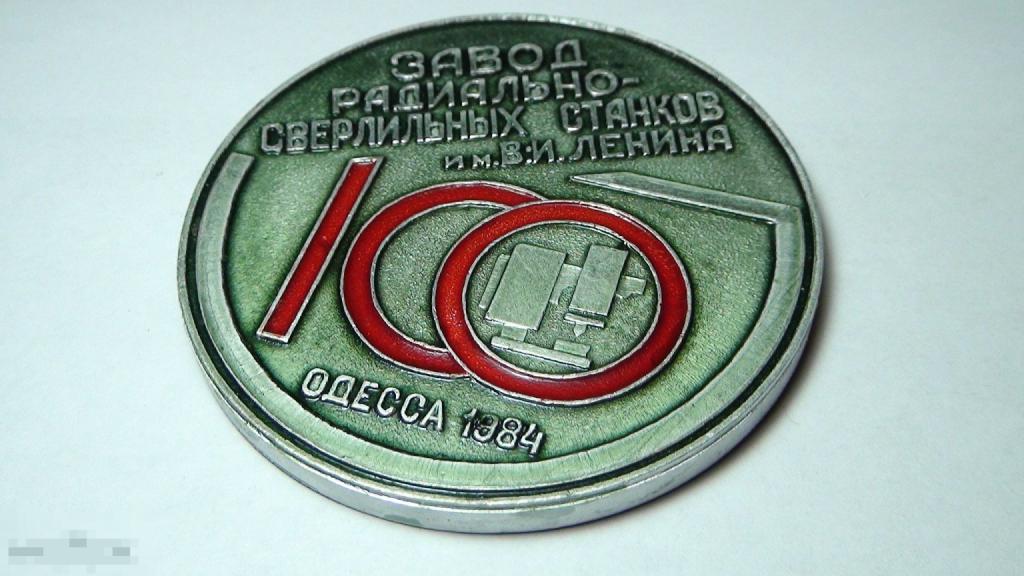 ЗАВОД
РАДИАЛЬНО-
СВЕРЛИЛЬНЫХ СТАНКОВ
им. В.И. ЛЕНИНА
100
ОДЕССА 1984